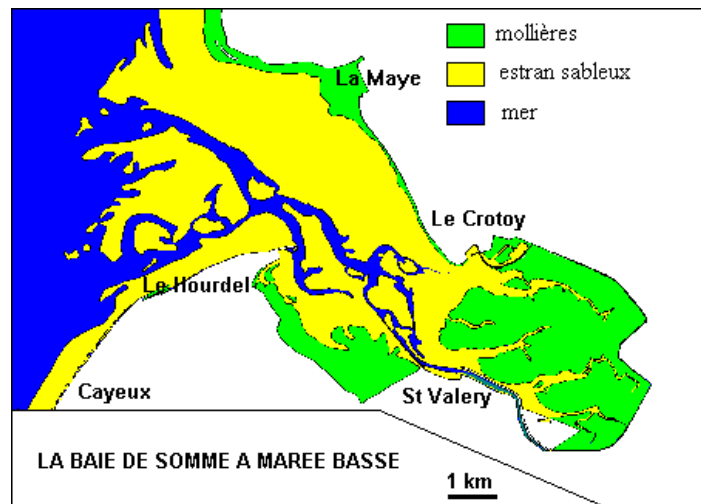 mollières
estran sableux
mer
La Maye
Le Crotoy
Le Hourdel
Cayeux
St Valery
LA BAIE DE SOMME A MAREE BASSE
1 km